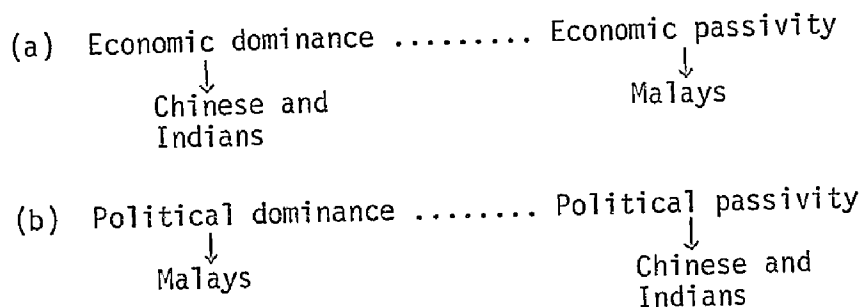 (a) Economic dominance ......... Economic passivity
Chinese and Indians
Malays
(b) Political dominance ........ Political passivity
Malays
Chinese and Indians